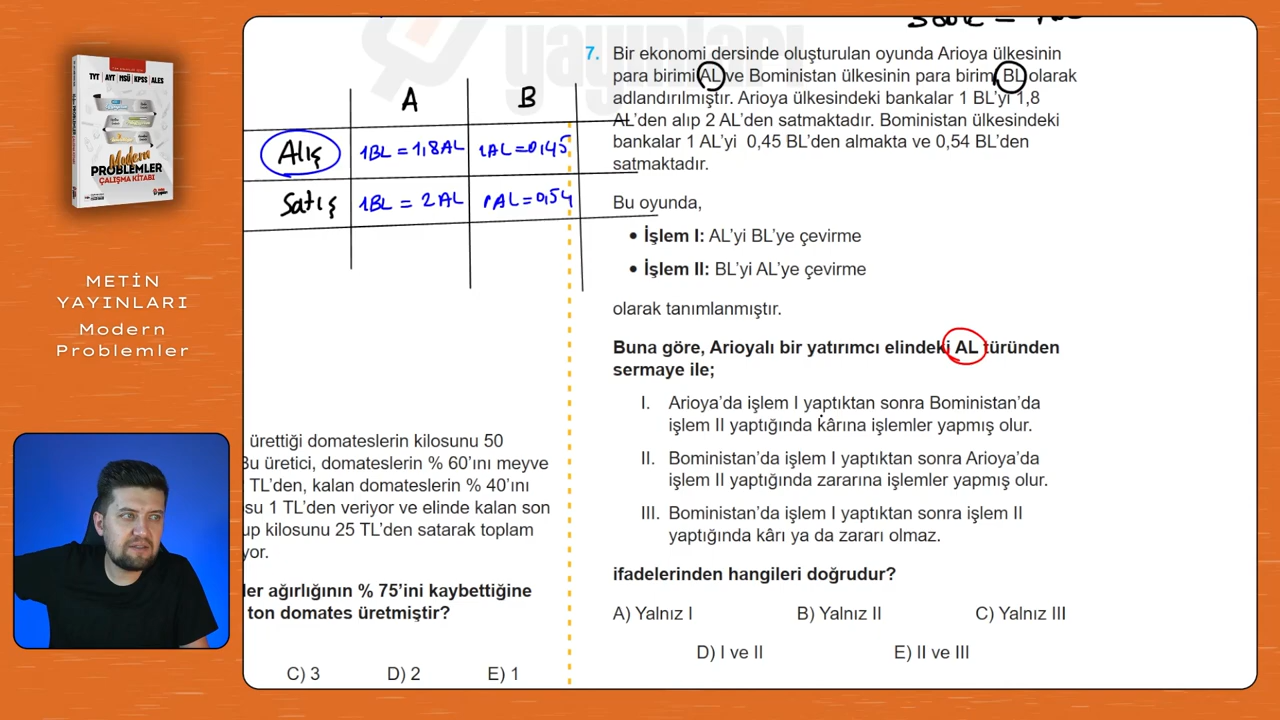 TYT | AYT | MSÜ | KPSS | ALES
Modern
PROBLEMLER
ÇALIŞMA KİTABI
METİN
YAYINLARI
Modern
Problemler
yayınları
A B
Alış 1BL = 1,8AL 1AL=0,45
Satış 1BL = 2AL 1AL=0,54
ürettiği domateslerin kilosunu 50
Bu üretici, domateslerin % 60’ını meyve
TL’den, kalan domateslerin % 40’ını
su 1 TL’den veriyor ve elinde kalan son
up kilosunu 25 TL’den satarak toplam
yor.
ler ağırlığının % 75’ini kaybettiğine
ton domates üretmiştir?
C) 3 D) 2 E) 1
7. Bir ekonomi dersinde oluşturulan oyunda Arioya ülkesinin
para birimi AL ve Boministan ülkesinin para birim BL olarak
adlandırılmıştır. Arioya ülkesindeki bankalar 1 BL’yi 1,8
AL’den alıp 2 AL’den satmaktadır. Boministan ülkesindeki
bankalar 1 AL’yi 0,45 BL’den almakta ve 0,54 BL’den
satmaktadır.
Bu oyunda,
• İşlem I: AL’yi BL’ye çevirme
• İşlem II: BL’yi AL’ye çevirme
olarak tanımlanmıştır.
Buna göre, Arioyalı bir yatırımcı elindeki AL türünden
sermaye ile;
I. Arioya’da işlem I yaptıktan sonra Boministan’da
işlem II yaptığında kârına işlemler yapmış olur.
II. Boministan’da işlem I yaptıktan sonra Arioya’da
işlem II yaptığında zararına işlemler yapmış olur.
III. Boministan’da işlem I yaptıktan sonra işlem II
yaptığında kârı ya da zararı olmaz.
ifadelerinden hangileri doğrudur?
A) Yalnız I B) Yalnız II C) Yalnız III
D) I ve II E) II ve III